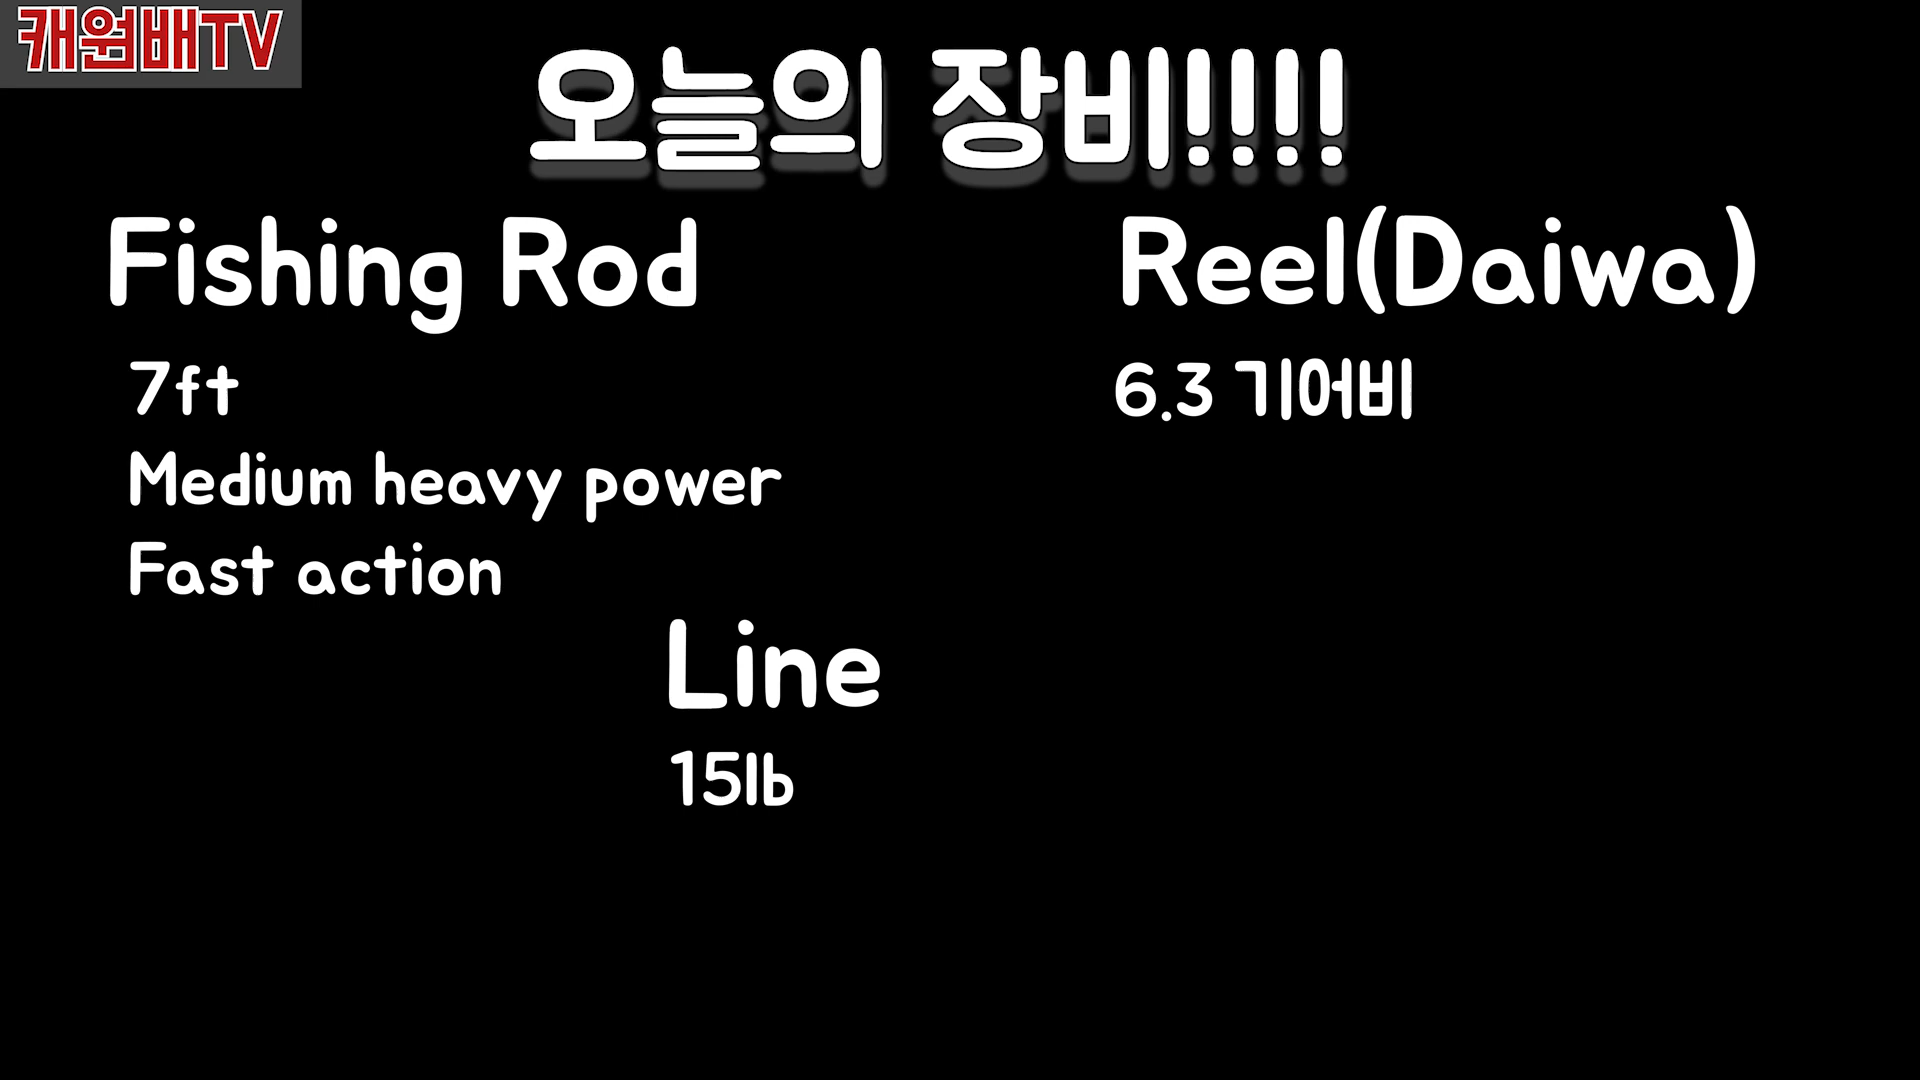 캐원배TV
오늘의 장비!!!!
Fishing Rod
7ft
Medium heavy power
Fast action
Reel(Daiwa)
6.3 기어비
Line
15lb